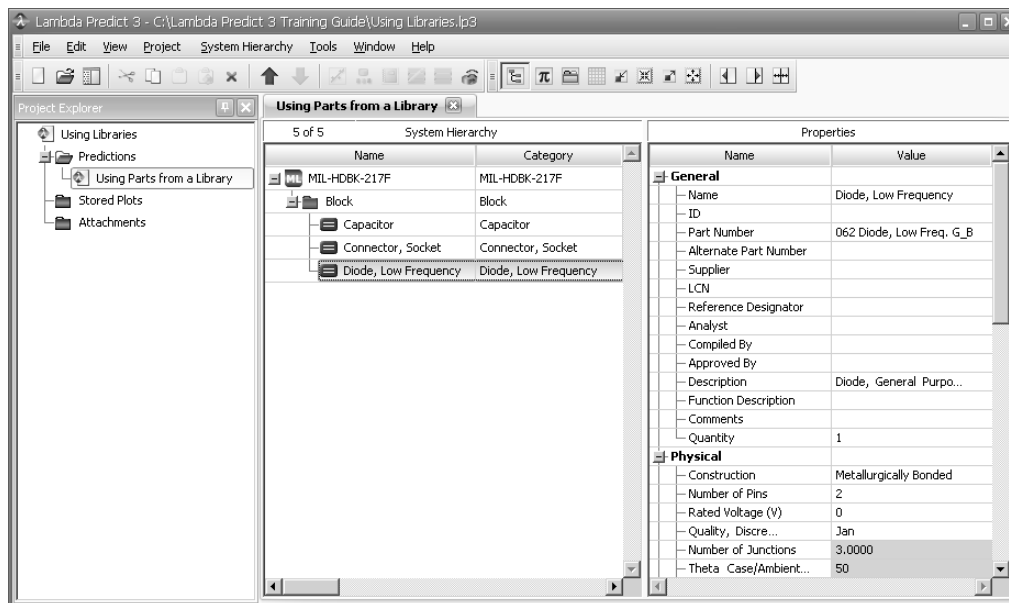 Lambda Predict 3 - C:\Lambda Predict 3 Training Guide\Using Libraries.lp3
File Edit View Project System Hierarchy Tools Window Help
π
Project Explorer
Using Libraries
Predictions
Using Parts from a Library
Stored Plots
Attachments
Using Parts from a Library
5 of 5 System Hierarchy
Name Category
ML MIL-HDBK-217F MIL-HDBK-217F
Block Block
Capacitor Capacitor
Connector, Socket Connector, Socket
Diode, Low Frequency Diode, Low Frequency
Properties
Name Value
General
Name Diode, Low Frequency
ID
Part Number 062 Diode, Low Freq. G_B
Alternate Part Number
Supplier
LCN
Reference Designator
Analyst
Compiled By
Approved By
Description Diode, General Purpo...
Function Description
Comments
Quantity 1
Physical
Construction Metallurgically Bonded
Number of Pins 2
Rated Voltage (V) 0
Quality, Discre... Jan
Number of Junctions 3.0000
Theta Case/Ambient... 50